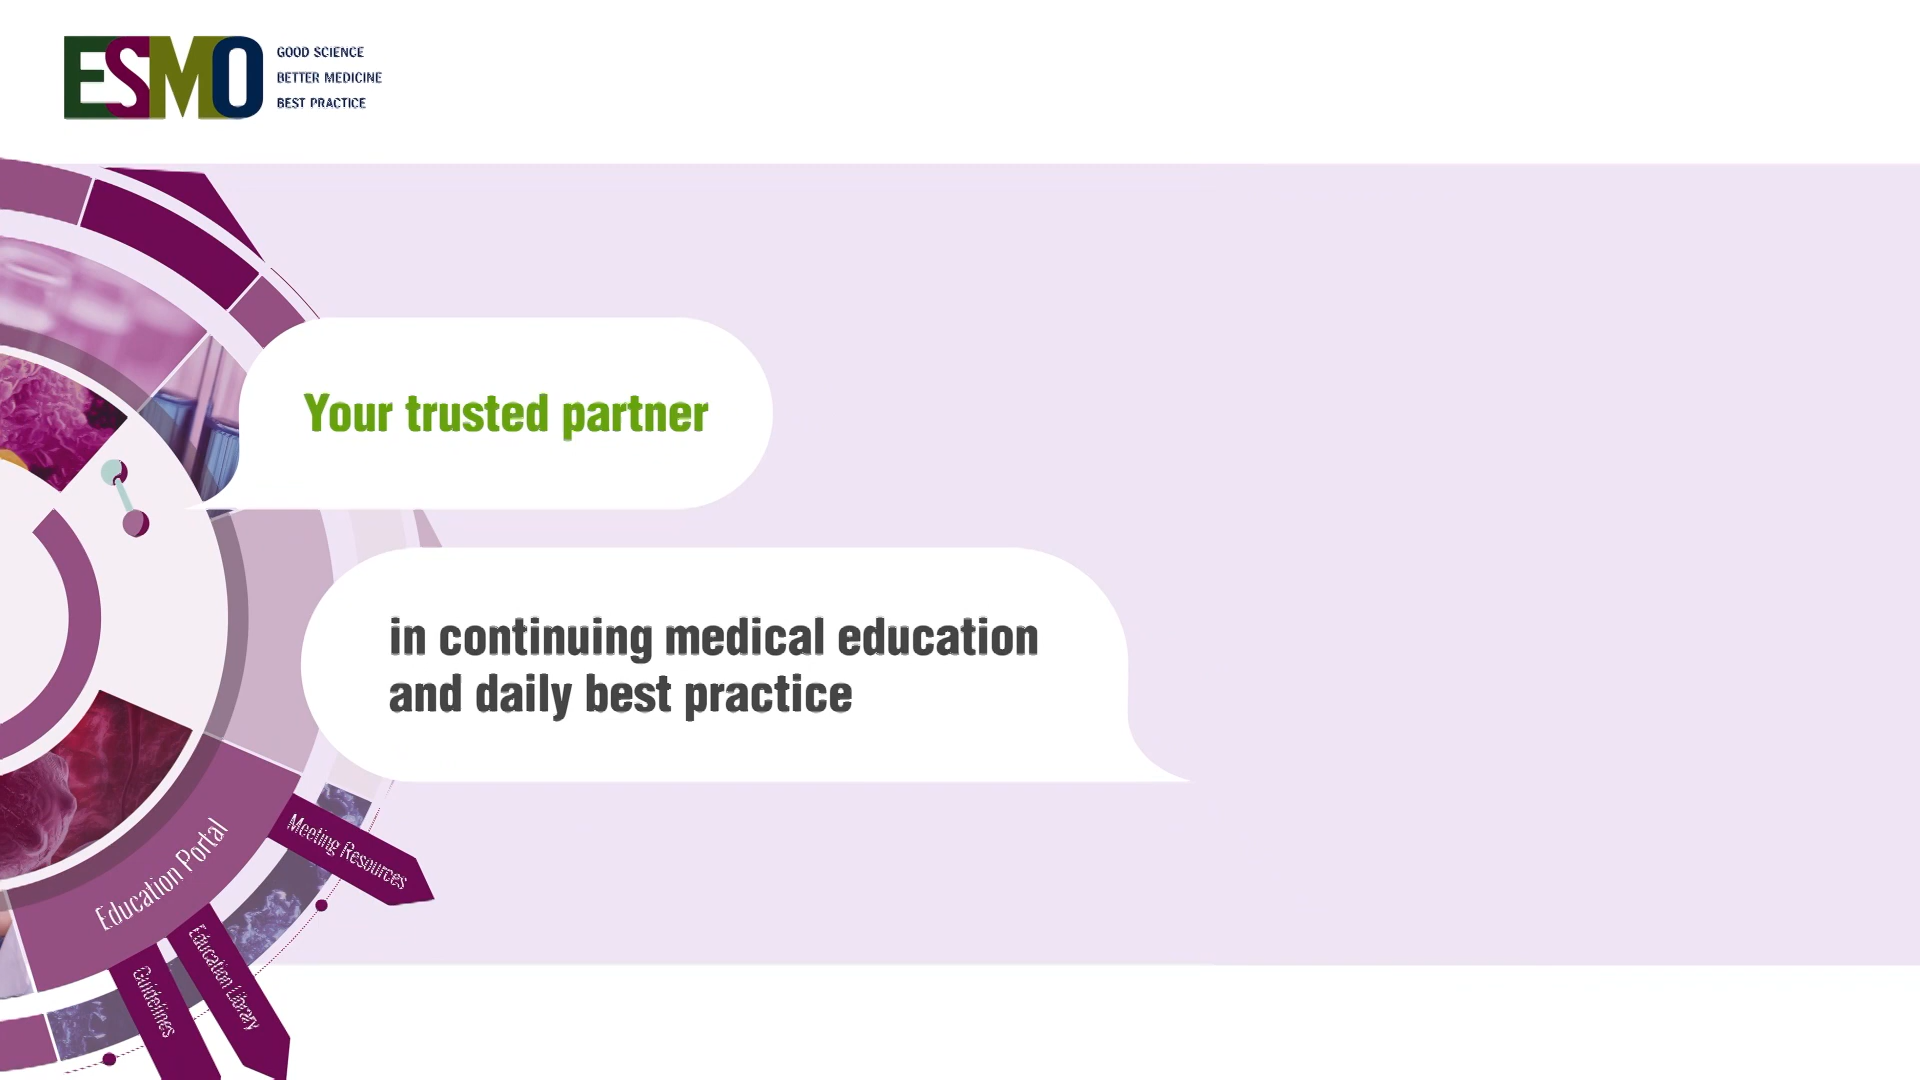 ESMO
GOOD SCIENCE
BETTER MEDICINE
BEST PRACTICE
Your trusted partner
in continuing medical education
and daily best practice
Meeting Resources
Education Portal
Education Library
Guidelines